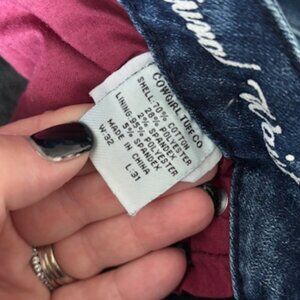 COWGIRL TUFF CO.
SHELL: 70% COTTON
28% POLYESTER
2% SPANDEX
LINING: 95% POLYESTER
5% SPANDEX
MADE IN CHINA
W: 32 L: 31